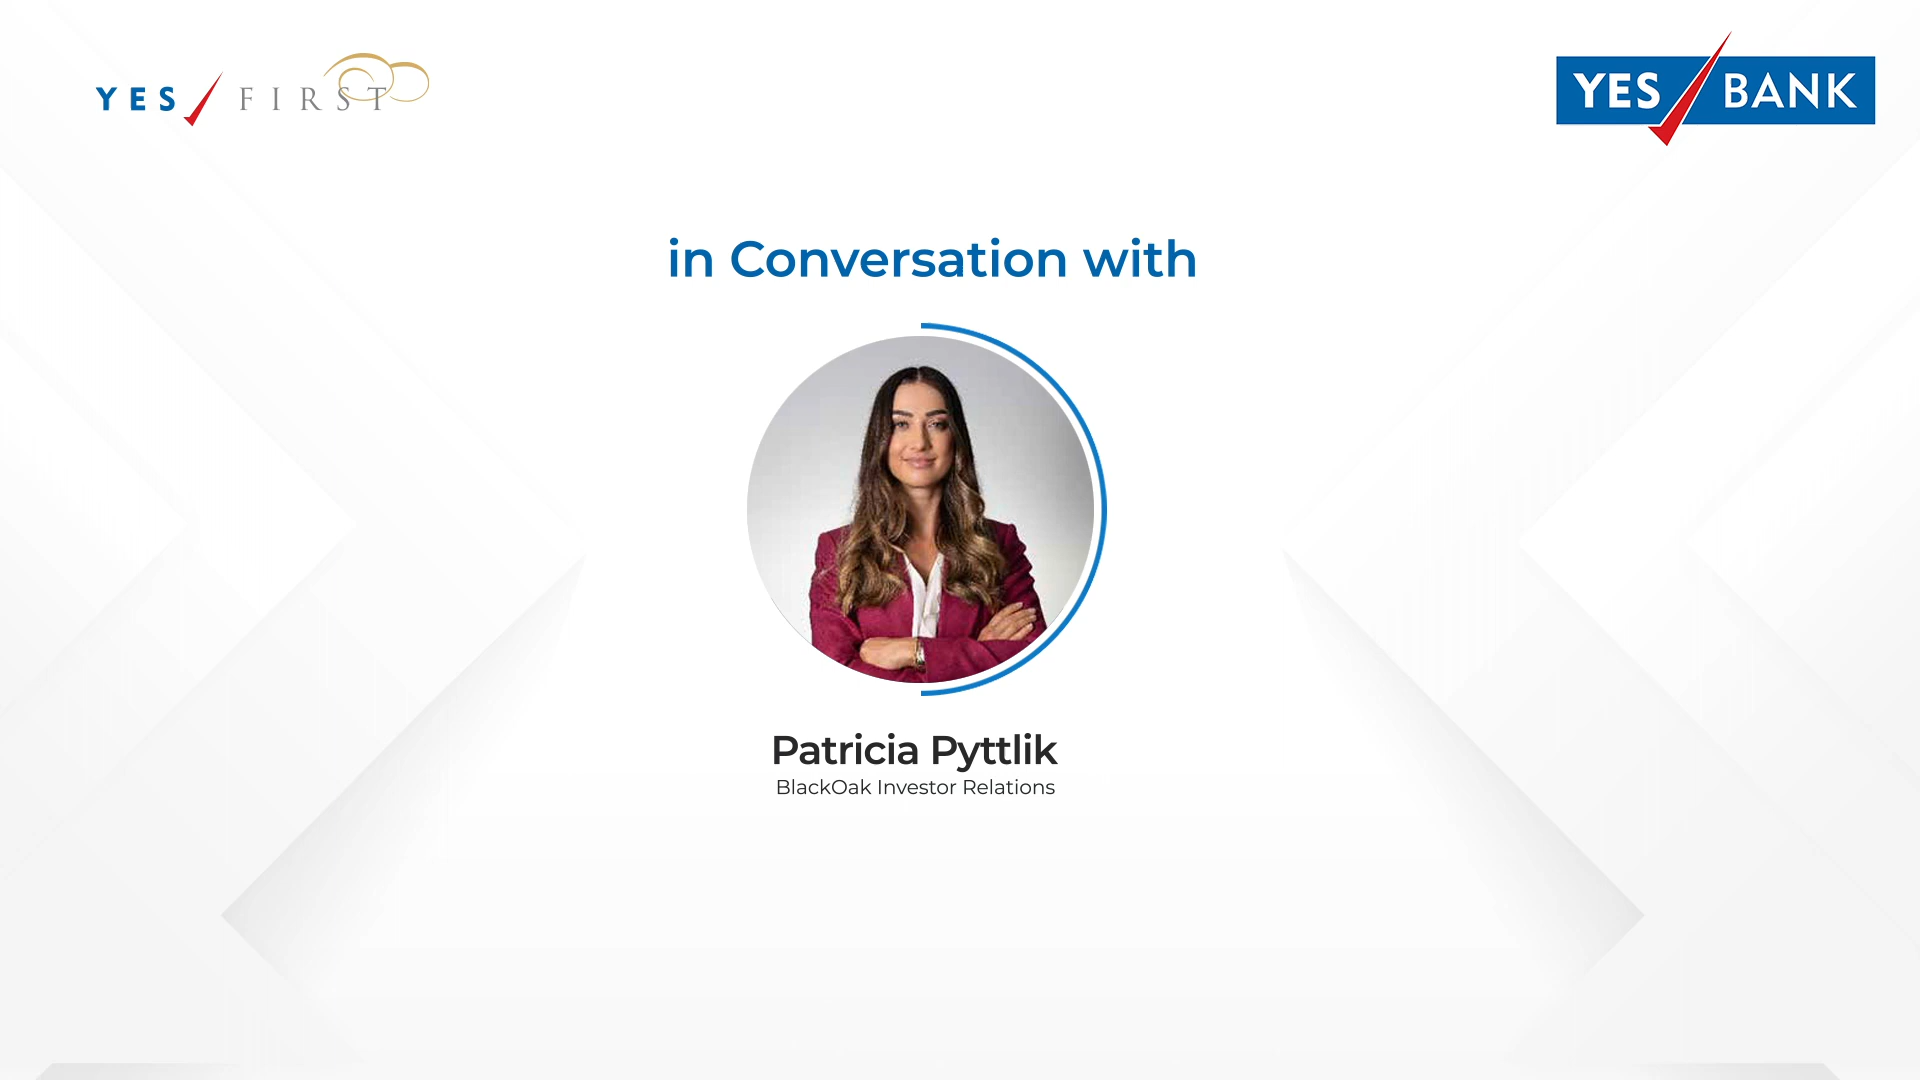 YES FIRST
YES BANK
in Conversation with
Patricia Pyttlik
BlackOak Investor Relations